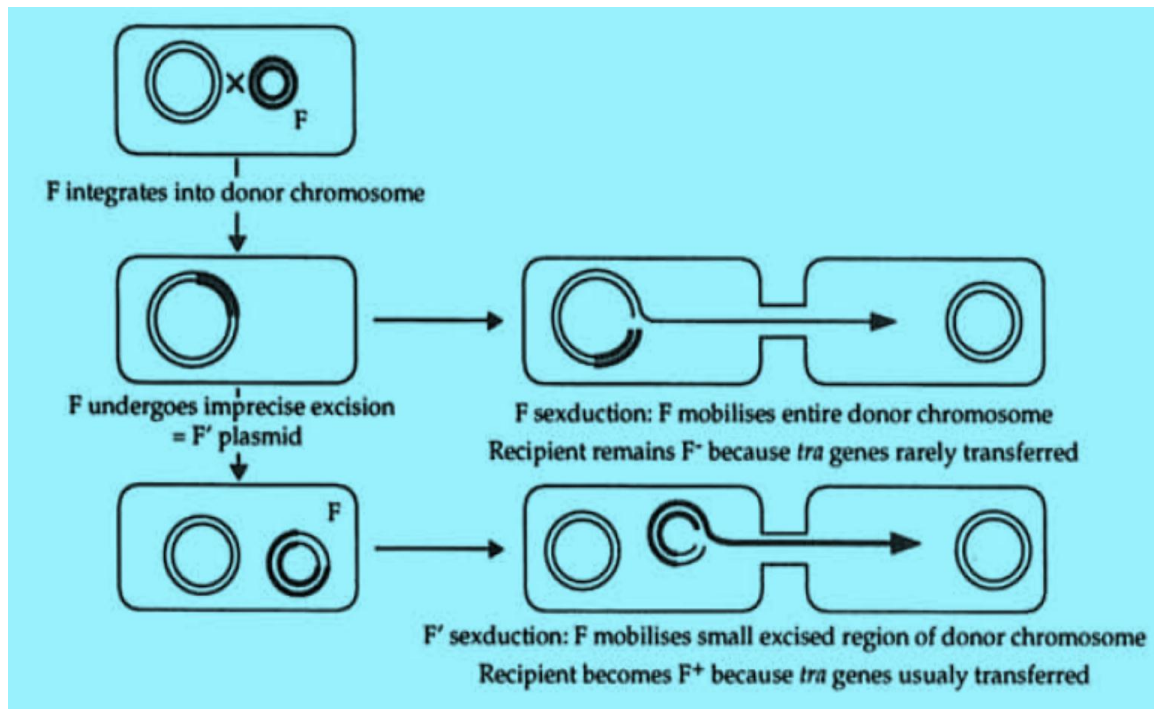 F
F integrates into donor chromosome
F undergoes imprecise excision
= F′ plasmid
F sexduction: F mobilises entire donor chromosome
Recipient remains F⁻ because tra genes rarely transferred
F
F′ sexduction: F mobilises small excised region of donor chromosome
Recipient becomes F⁺ because tra genes usualy transferred